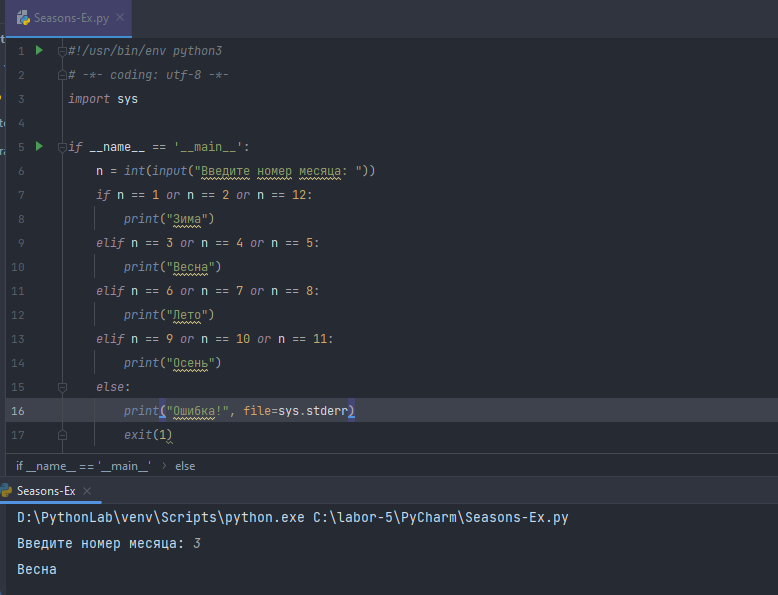 Seasons-Ex.py
1 #!/usr/bin/env python3
2 # -*- coding: utf-8 -*-
3 import sys
4
5 if __name__ == '__main__':
6 n = int(input("Введите номер месяца: "))
7 if n == 1 or n == 2 or n == 12:
8 print("Зима")
9 elif n == 3 or n == 4 or n == 5:
10 print("Весна")
11 elif n == 6 or n == 7 or n == 8:
12 print("Лето")
13 elif n == 9 or n == 10 or n == 11:
14 print("Осень")
15 else:
16 print("Ошибка!", file=sys.stderr)
17 exit(1)
if __name__ == '__main__' › else
Seasons-Ex
D:\PythonLab\venv\Scripts\python.exe C:\labor-5\PyCharm\Seasons-Ex.py
Введите номер месяца: 3
Весна